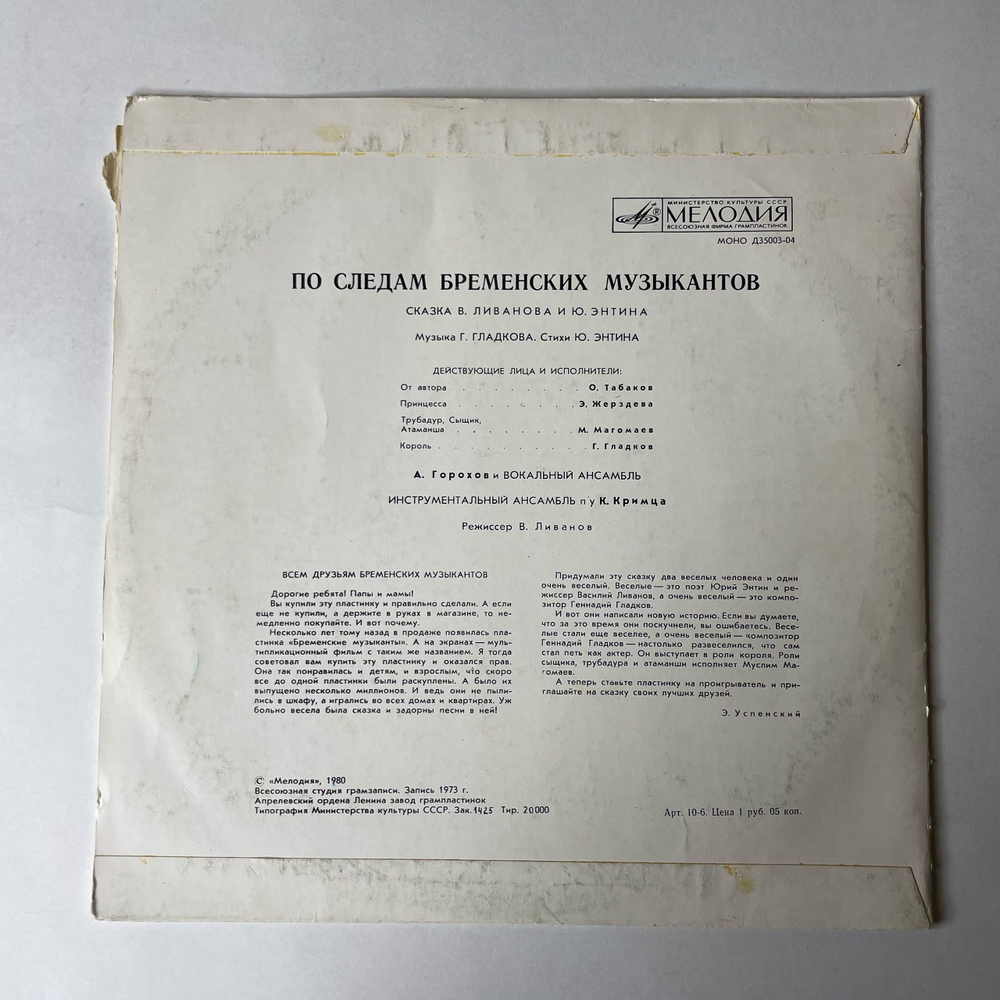 МИНИСТЕРСТВО КУЛЬТУРЫ СССР
МЕЛОДИЯ
ВСЕСОЮЗНАЯ ФИРМА ГРАМПЛАСТИНОК
МОНО Д35003-04
ПО СЛЕДАМ БРЕМЕНСКИХ МУЗЫКАНТОВ
СКАЗКА В. ЛИВАНОВА И Ю. ЭНТИНА
Музыка Г. ГЛАДКОВА. Стихи Ю. ЭНТИНА
ДЕЙСТВУЮЩИЕ ЛИЦА И ИСПОЛНИТЕЛИ:
От автора . . . . . . . . О. Табаков
Принцесса . . . . . . . Э. Жерздева
Трубадур, Сыщик,
Атаманша . . . . . . . . М. Магомаев
Король . . . . . . . . . . Г. Гладков
А. Горохов и ВОКАЛЬНЫЙ АНСАМБЛЬ
ИНСТРУМЕНТАЛЬНЫЙ АНСАМБЛЬ п/у К. Кримца
Режиссер В. Ливанов
ВСЕМ ДРУЗЬЯМ БРЕМЕНСКИХ МУЗЫКАНТОВ
Дорогие ребята! Папы и мамы!
Вы купили эту пластинку и правильно сделали. А если
еще не купили, а держите в руках в магазине, то не-
медленно покупайте. И вот почему.
Несколько лет тому назад в продаже появилась пла-
стинка «Бременские музыканты». А на экранах — муль-
типликационный фильм с таким же названием. Я тогда
советовал вам купить эту пластинку и оказался прав.
Она так понравилась и детям, и взрослым, что скоро
все до одной пластинки были раскуплены. А было их
выпущено несколько миллионов. И ведь они не пыли-
лись в шкафу, а игрались во всех домах и квартирах. Уж
больно весела была сказка и задорны песни в ней!
Придумали эту сказку два веселых человека и один
очень веселый. Веселые — это поэт Юрий Энтин и ре-
жиссер Василий Ливанов, а очень веселый — это компо-
зитор Геннадий Гладков.
И вот они написали новую историю. Если вы думаете,
что за это время они поскучнели, вы ошибаетесь. Весе-
лые стали еще веселее, а очень веселый — композитор
Геннадий Гладков — настолько развеселился, что сам
стал петь как актер. Он выступает в роли короля. Роли
сыщика, трубадура и атаманши исполняет Муслим Ма-
гомаев.
А теперь ставьте пластинку на проигрыватель и при-
глашайте на сказку своих лучших друзей.
Э. Успенский
© «Мелодия», 1980
Всесоюзная студия грамзаписи. Запись 1973 г.
Апрелевский ордена Ленина завод грампластинок
Типография Министерства культуры СССР. Зак. 1425 Тир. 20000
Арт. 10-6. Цена 1 руб. 05 коп.